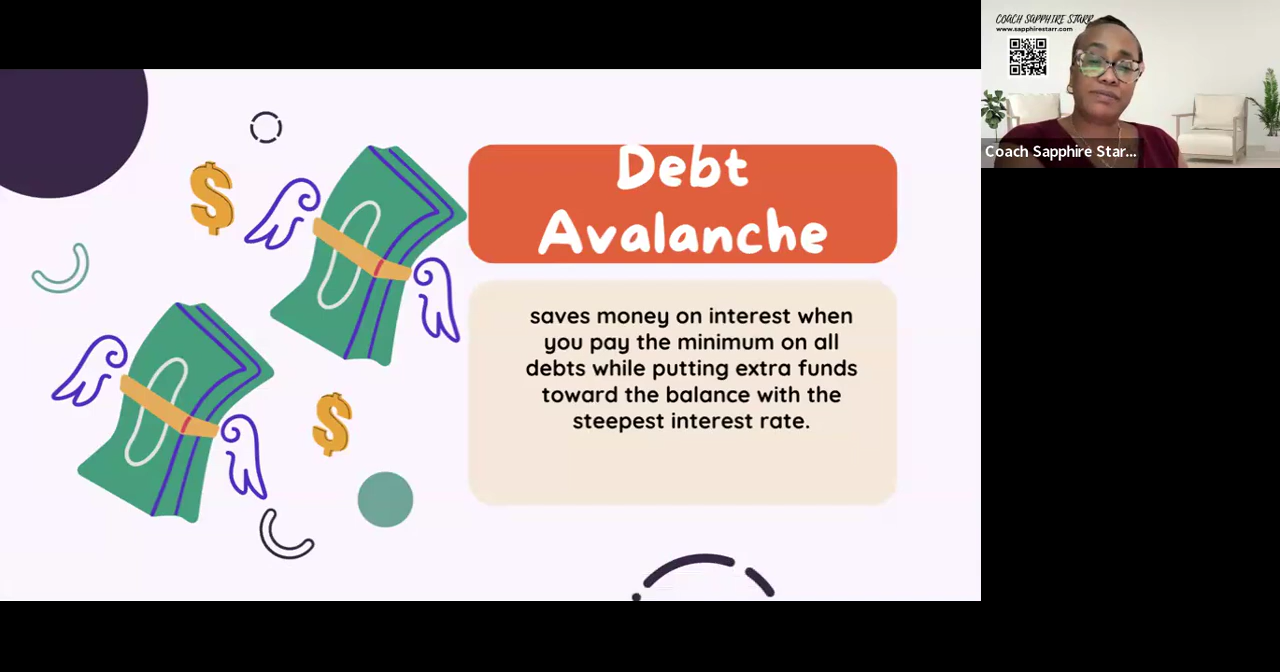 COACH SAPPHIRE STARR
www.sapphirestarr.com
Coach Sapphire Star...
Debt
Avalanche
saves money on interest when
you pay the minimum on all
debts while putting extra funds
toward the balance with the
steepest interest rate.
$
$